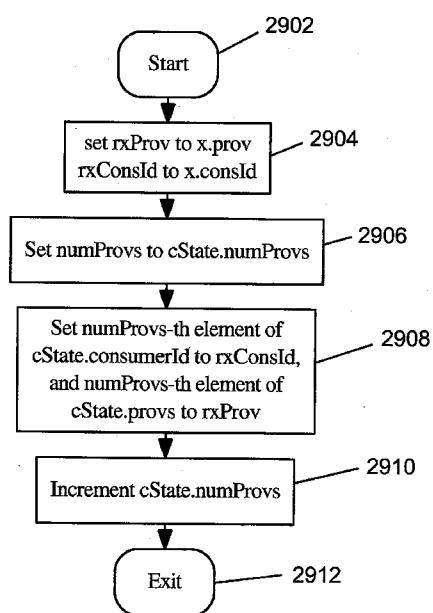 2902
Start
set rxProv to x.prov
rxConsId to x.consId
2904
Set numProvs to cState.numProvs
2906
Set numProvs-th element of
cState.consumerId to rxConsId,
and numProvs-th element of
cState.provs to rxProv
2908
Increment cState.numProvs
2910
Exit
2912